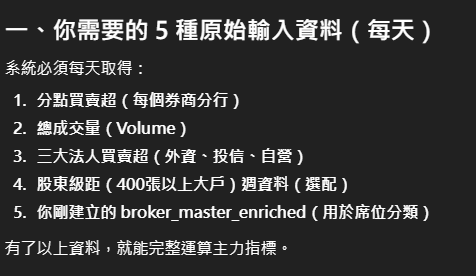 一、你需要的 5 種原始輸入資料（每天）
系統必須每天取得：
1. 分點買賣超（每個券商分行）
2. 總成交量（Volume）
3. 三大法人買賣超（外資、投信、自營）
4. 股東級距（400張以上大戶）週資料（選配）
5. 你剛建立的 broker_master_enriched（用於席位分類）
有了以上資料，就能完整運算主力指標。